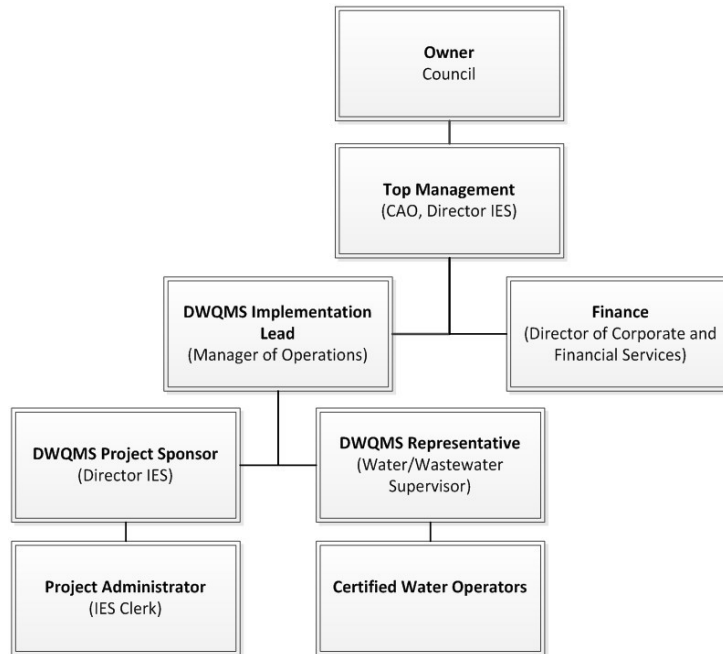 Owner
Council
Top Management
(CAO, Director IES)
DWQMS Implementation
Lead
(Manager of Operations)
Finance
(Director of Corporate and
Financial Services)
DWQMS Project Sponsor
(Director IES)
DWQMS Representative
(Water/Wastewater
Supervisor)
Project Administrator
(IES Clerk)
Certified Water Operators